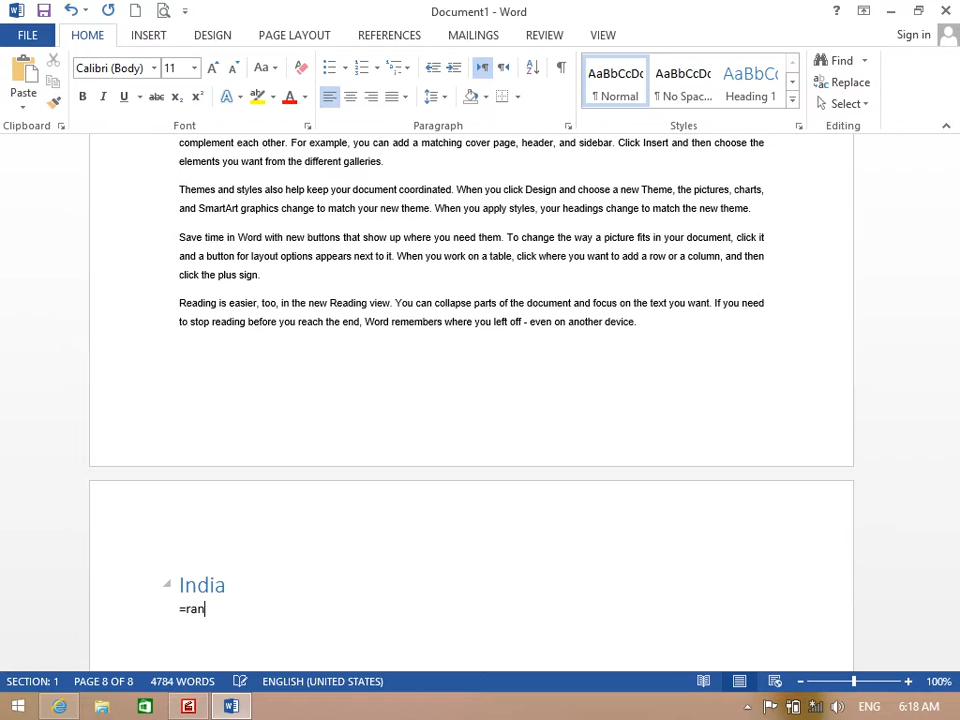 Document1 - Word
Sign in
FILE
HOME
INSERT
DESIGN
PAGE LAYOUT
REFERENCES
MAILINGS
REVIEW
VIEW
Paste
Calibri (Body)
11
B I U abc x₂ x²
Clipboard
Font
Paragraph
AaBbCcDc
AaBbCcDc
AaBbCc
¶ Normal
¶ No Spac...
Heading 1
Styles
Find
Replace
Select
Editing
complement each other. For example, you can add a matching cover page, header, and sidebar. Click Insert and then choose the
elements you want from the different galleries.
Themes and styles also help keep your document coordinated. When you click Design and choose a new Theme, the pictures, charts,
and SmartArt graphics change to match your new theme. When you apply styles, your headings change to match the new theme.
Save time in Word with new buttons that show up where you need them. To change the way a picture fits in your document, click it
and a button for layout options appears next to it. When you work on a table, click where you want to add a row or a column, and then
click the plus sign.
Reading is easier, too, in the new Reading view. You can collapse parts of the document and focus on the text you want. If you need
to stop reading before you reach the end, Word remembers where you left off - even on another device.
India
=ran
SECTION: 1
PAGE 8 OF 8
4784 WORDS
ENGLISH (UNITED STATES)
100%
ENG
6:18 AM